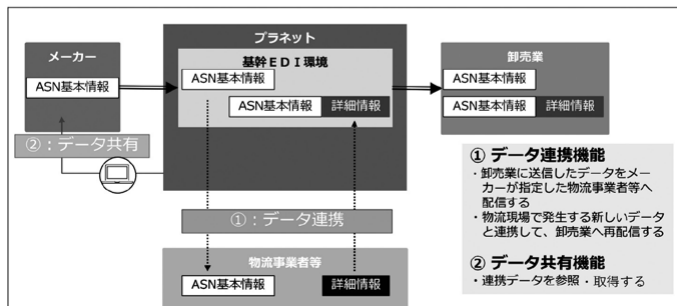 プラネット
メーカー
基幹ＥＤＩ環境
卸売業
ASN基本情報
ASN基本情報
ASN基本情報
ASN基本情報
詳細情報
ASN基本情報
詳細情報
②：データ共有
①：データ連携
物流事業者等
ASN基本情報
詳細情報
① データ連携機能
・卸売業に送信したデータをメー
カーが指定した物流事業者等へ
配信する
・物流現場で発生する新しいデータ
と連携して、卸売業へ再配信する
② データ共有機能
・連携データを参照・取得する